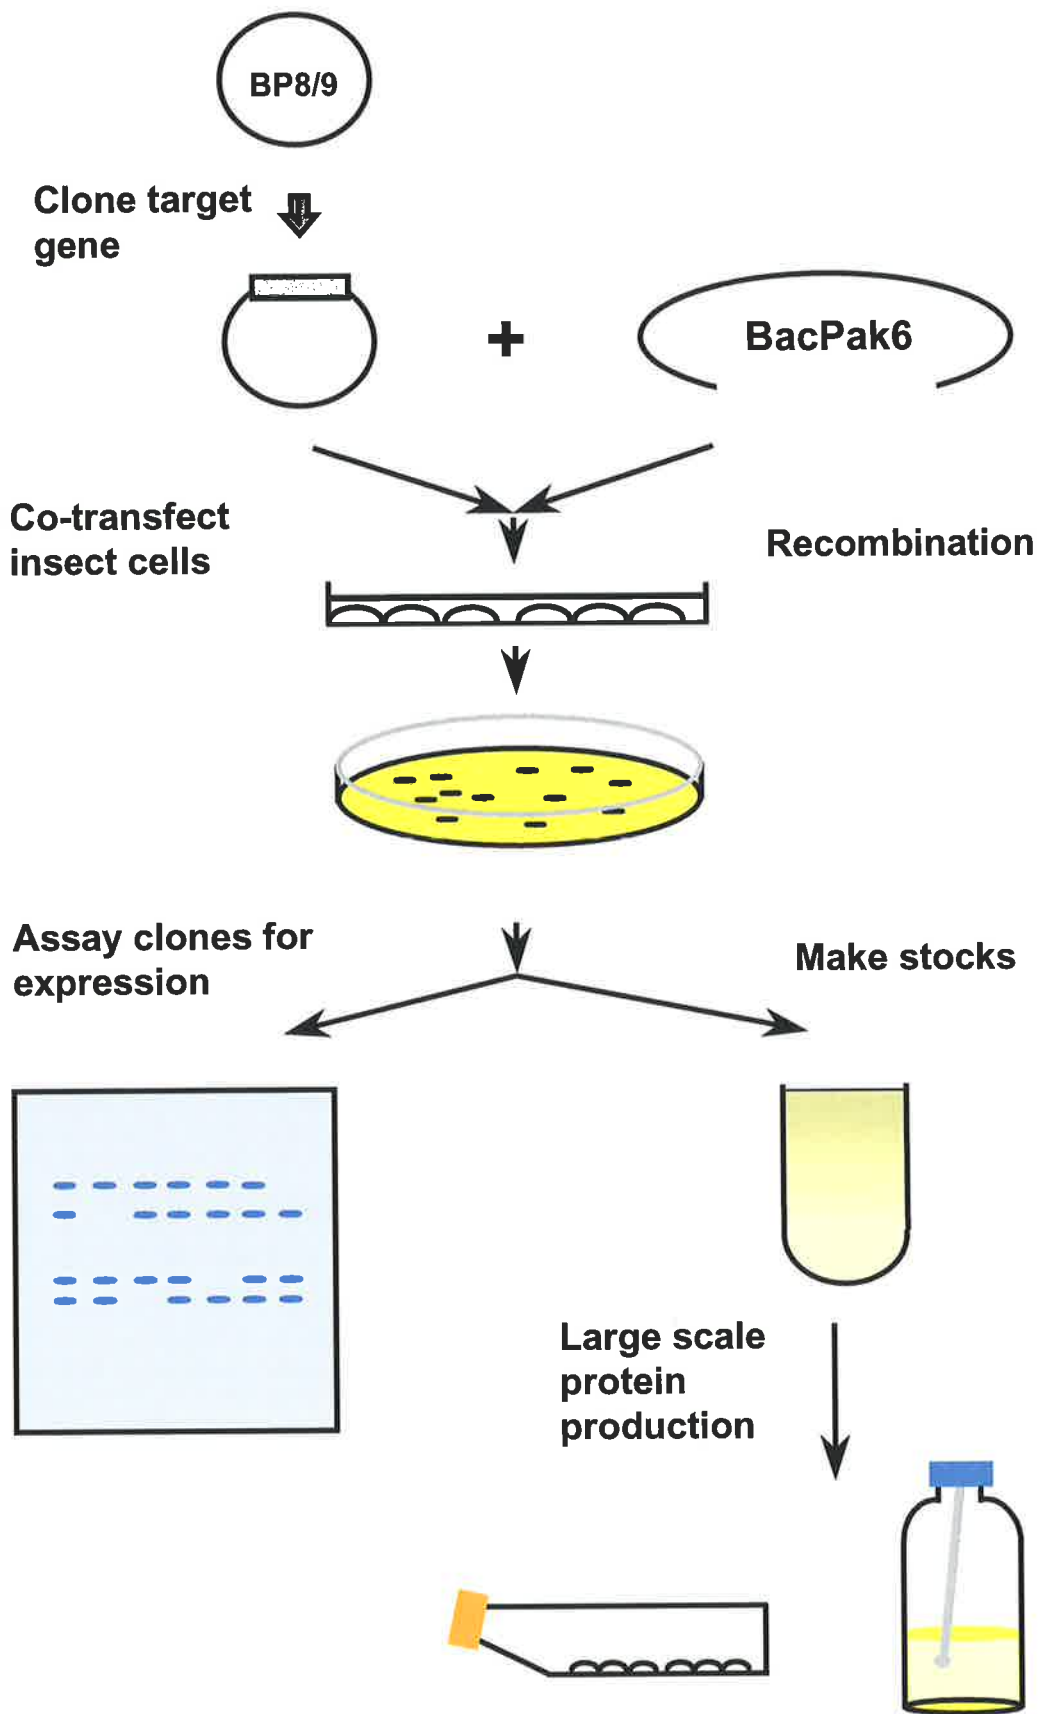 BP8/9
Clone target
gene
BacPak6
Co-transfect
insect cells
Recombination
Assay clones for
expression
Make stocks
Large scale
protein
production